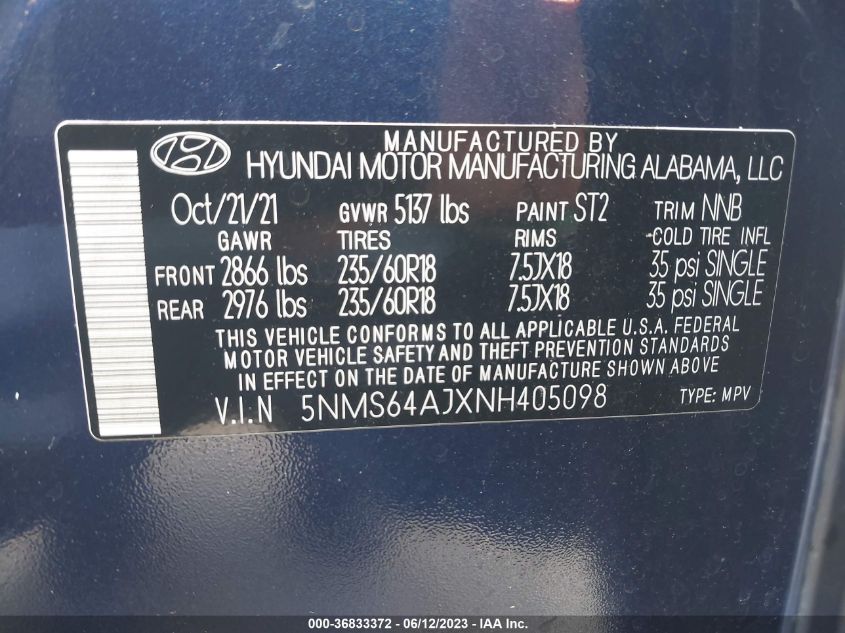 MANUFACTURED BY
HYUNDAI MOTOR MANUFACTURING ALABAMA, LLC
Oct/21/21 GVWR 5137 lbs PAINT ST2 TRIM NNB
GAWR TIRES RIMS COLD TIRE INFL
FRONT 2866 lbs 235/60R18 7.5JX18 35 psi SINGLE
REAR 2976 lbs 235/60R18 7.5JX18 35 psi SINGLE
THIS VEHICLE CONFORMS TO ALL APPLICABLE U.S.A. FEDERAL
MOTOR VEHICLE SAFETY AND THEFT PREVENTION STANDARDS
IN EFFECT ON THE DATE OF MANUFACTURE SHOWN ABOVE
V.I.N 5NMS64AJXNH405098 TYPE: MPV
000-36833372 - 06/12/2023 - IAAI.com